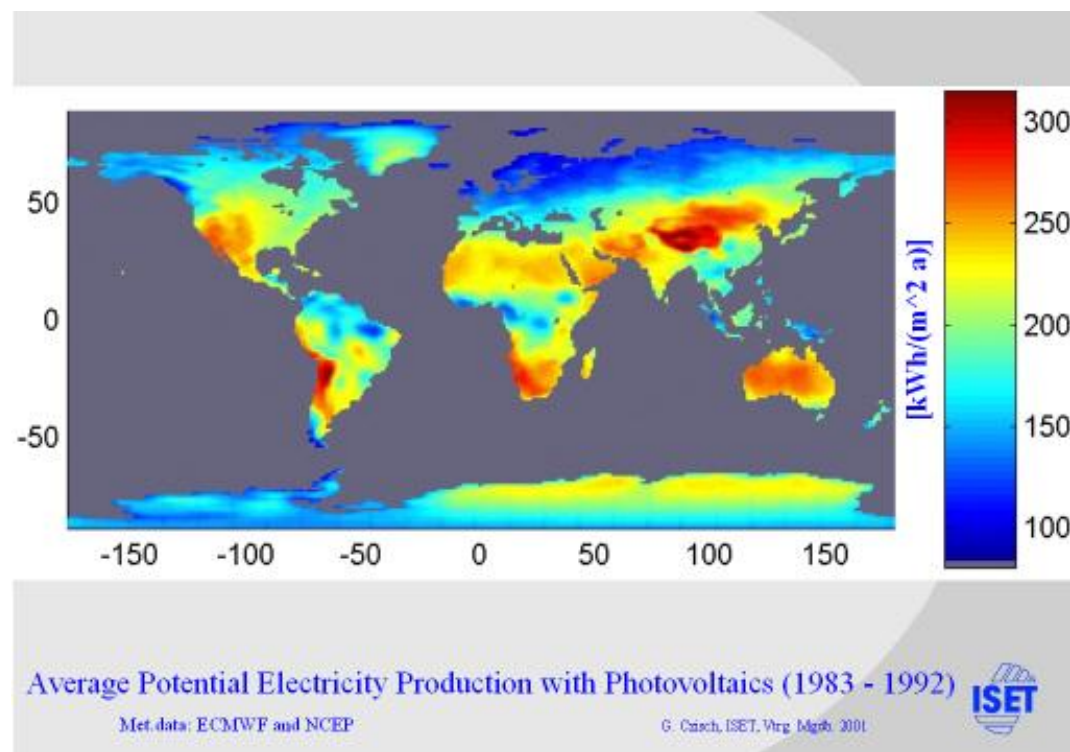 300
50
250
0
200
[kWh/(m^2 a)]
150
-50
100
-150 -100 -50 0 50 100 150
Average Potential Electricity Production with Photovoltaics (1983 - 1992)
ISET
Met.data: ECMWF and NCEP
G. Czisch, ISET, Vtrg. 2001